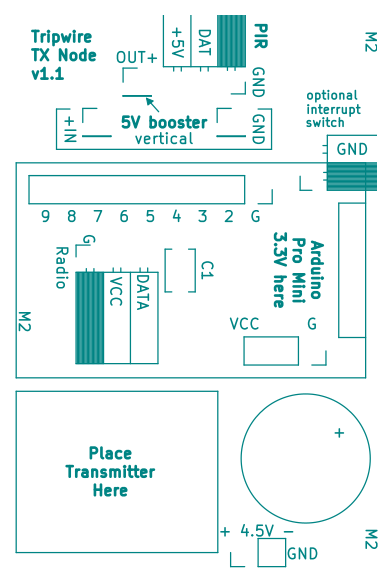 Tripwire
TX Node
v1.1
OUT+
+5V
DAT
PIR
GND
M2
5V booster
vertical
+IN
GND
optional
interrupt
switch
GND
9 8 7 6 5 4 3 2 G
Radio
G
VCC
DATA
C1
Arduino
Pro Mini
3.3V here
VCC G
M2
Place
Transmitter
Here
+
+ 4.5V -
GND
M2